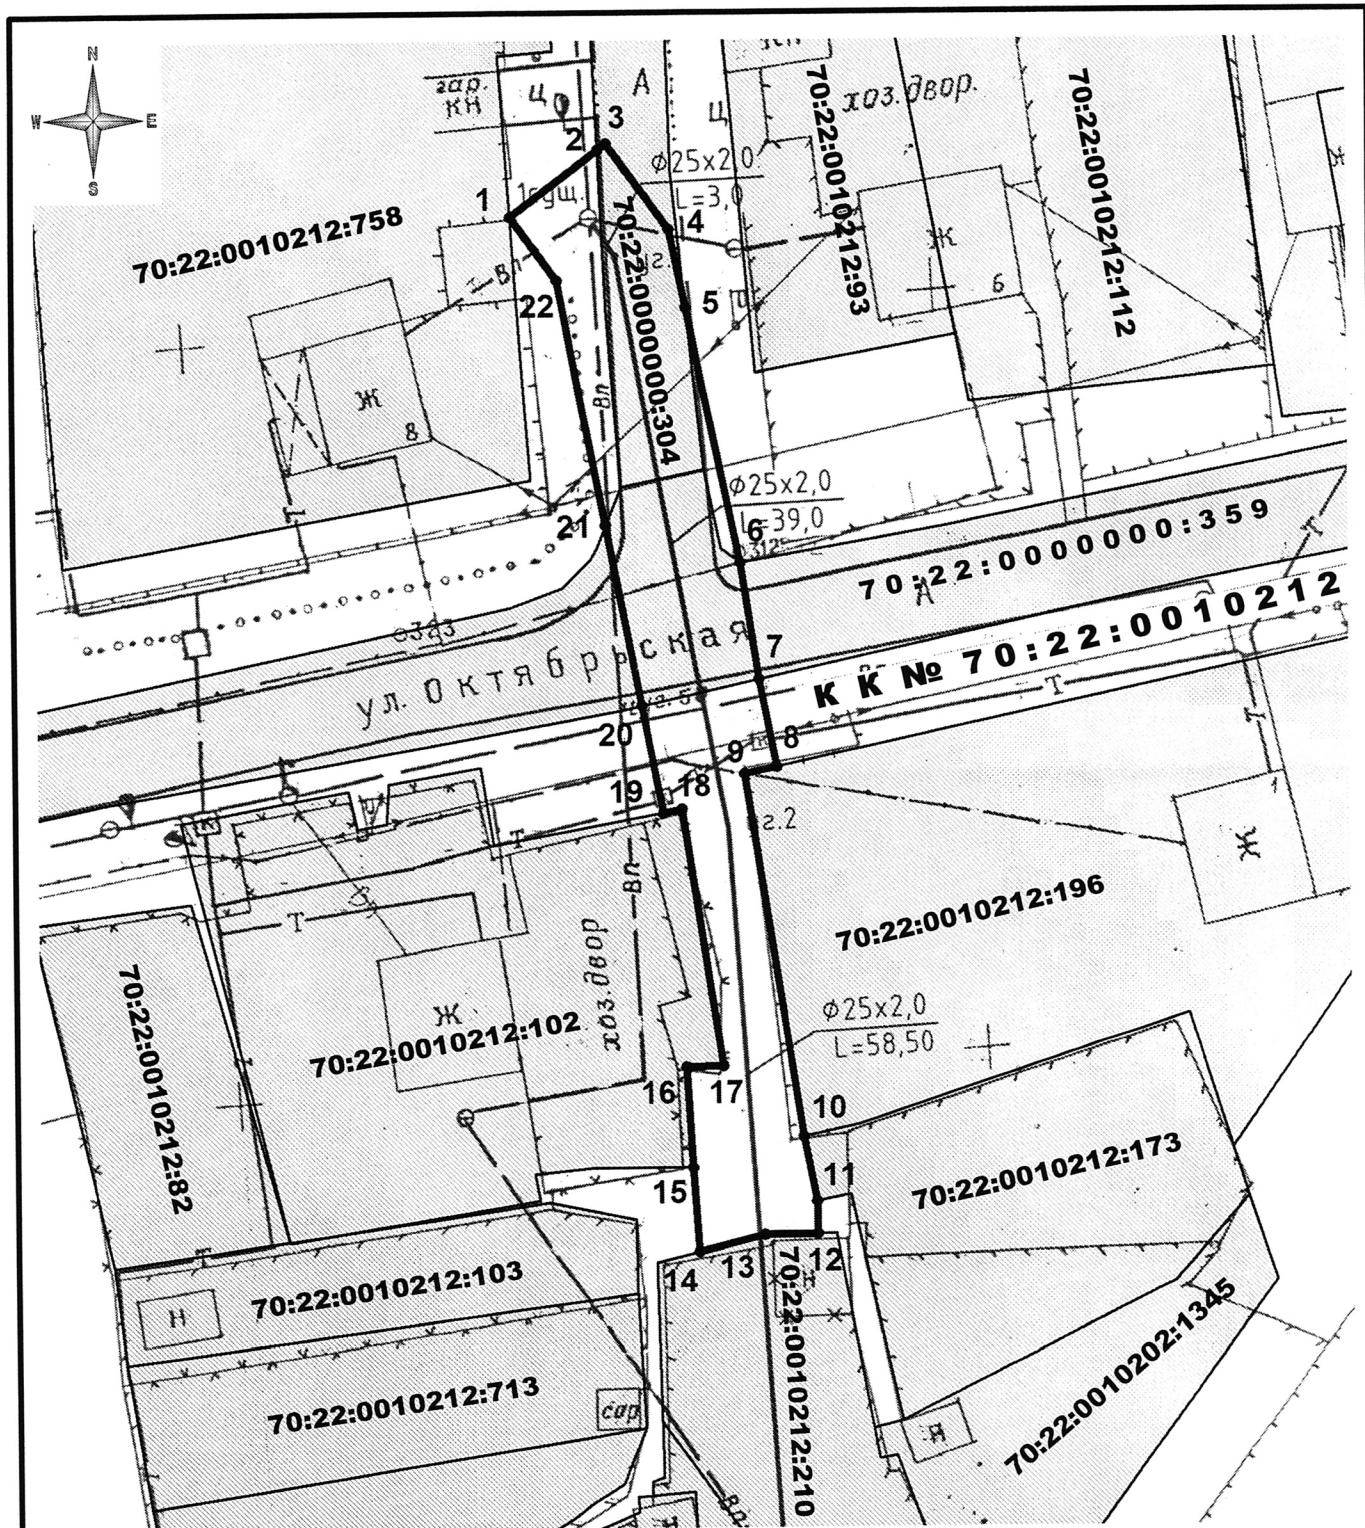 N
W E
S
гар.
КН
Ц
А
Ц
3
2
хоз.двор.
70:22:0010212:93
70:22:0010212:112
ф25х2,0
L=3,0
1
4
70:22:0010212:758
70:22:0000000:304
Вл
Ж
6
22
5
Вл
Ж
8
ф25х2,0
L=39,0
21
6
70:22:0000000:359
А
Т
ул. Октябрьская
7
К К № 70:22:0010212
Т
20
9
8
19
18
Т
Т
уг.2
Ж
1
Вл
70:22:0010212:196
Т
хоз.двор
70:22:0010212:82
Ж
70:22:0010212:102
ф25х2,0
L=58,50
16
17
10
15
11
70:22:0010212:173
14
13
12
Н
70:22:0010212:103
Н
70:22:0010212:210
70:22:0010202:1345
70:22:0010212:713
сар
Н